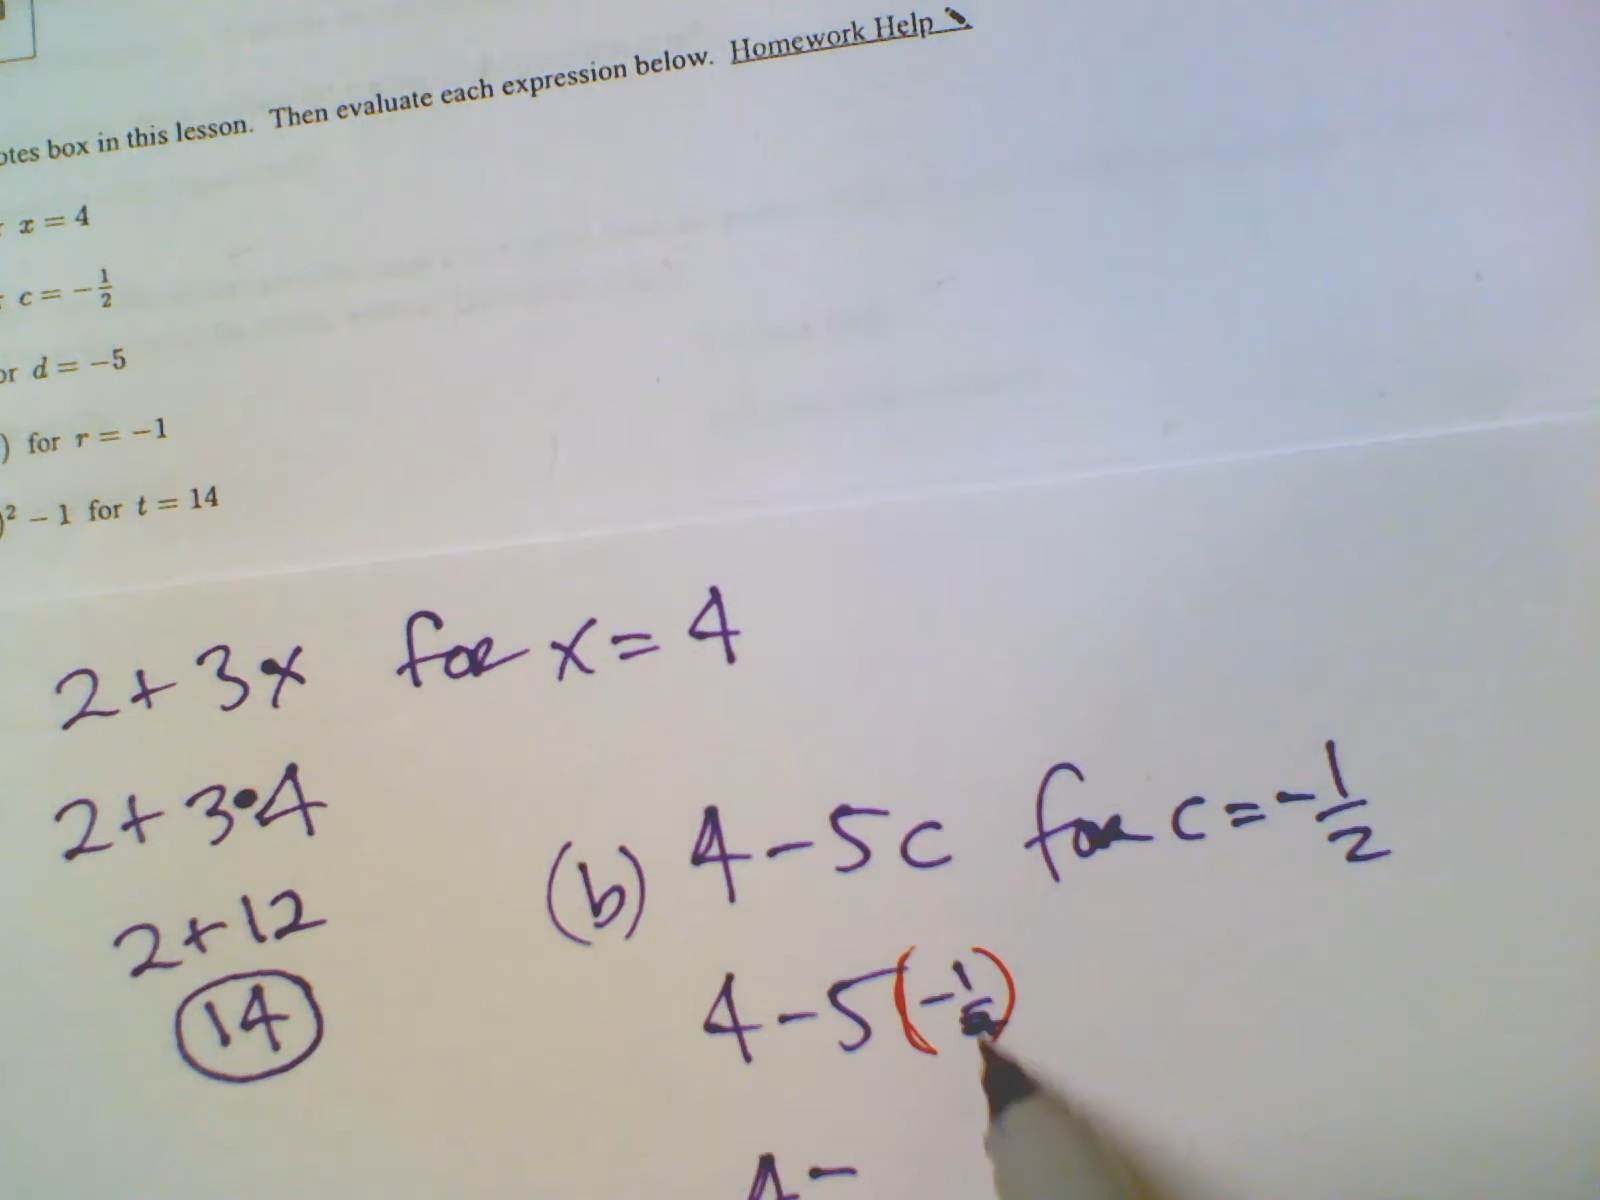 box in this lesson. Then evaluate each expression below. Homework Help
x = 4
c = -1/2
d = -5
) for r = -1
)² - 1 for t = 14
2 + 3x for x = 4
2 + 3•4
2 + 12
14
(b) 4 - 5c for c = -1/2
4 - 5(-1/2)
4 -